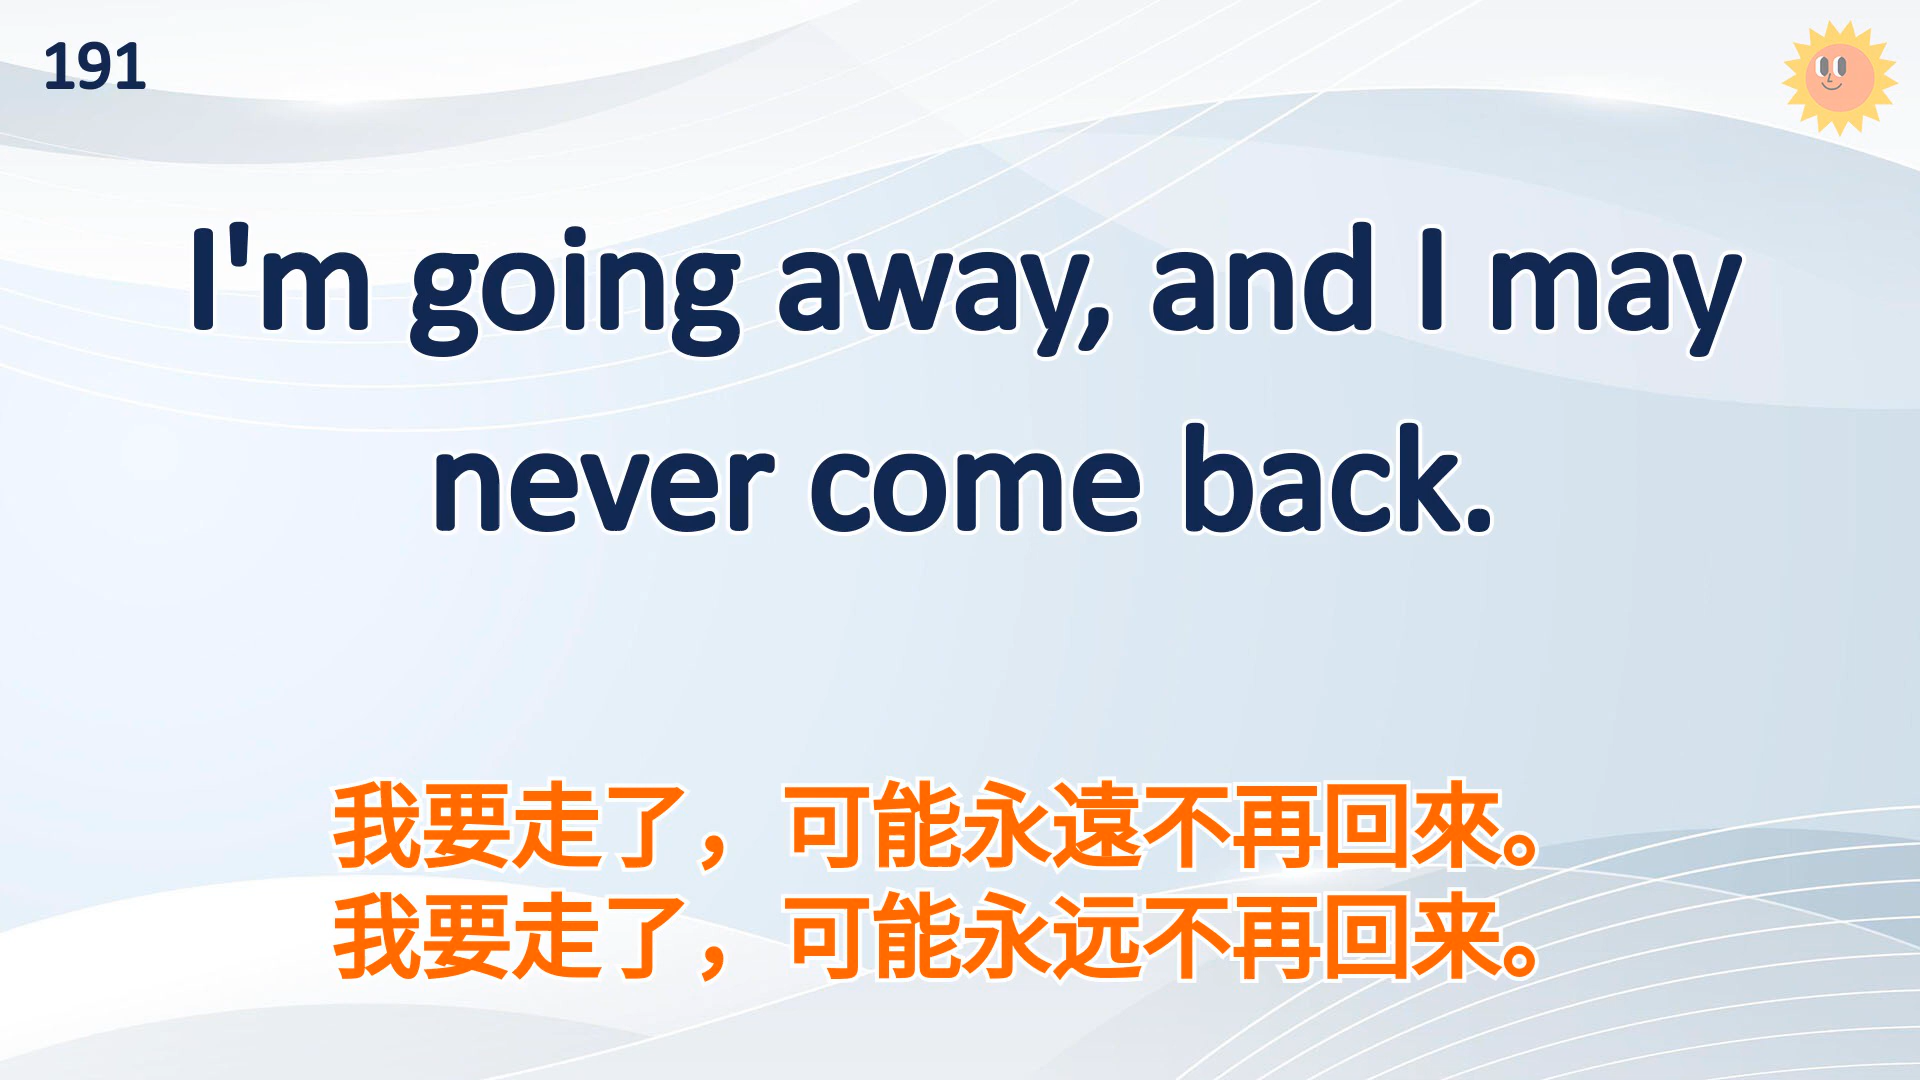 191
I'm going away, and I may
never come back.
我要走了，可能永遠不再回來。
我要走了，可能永远不再回来。